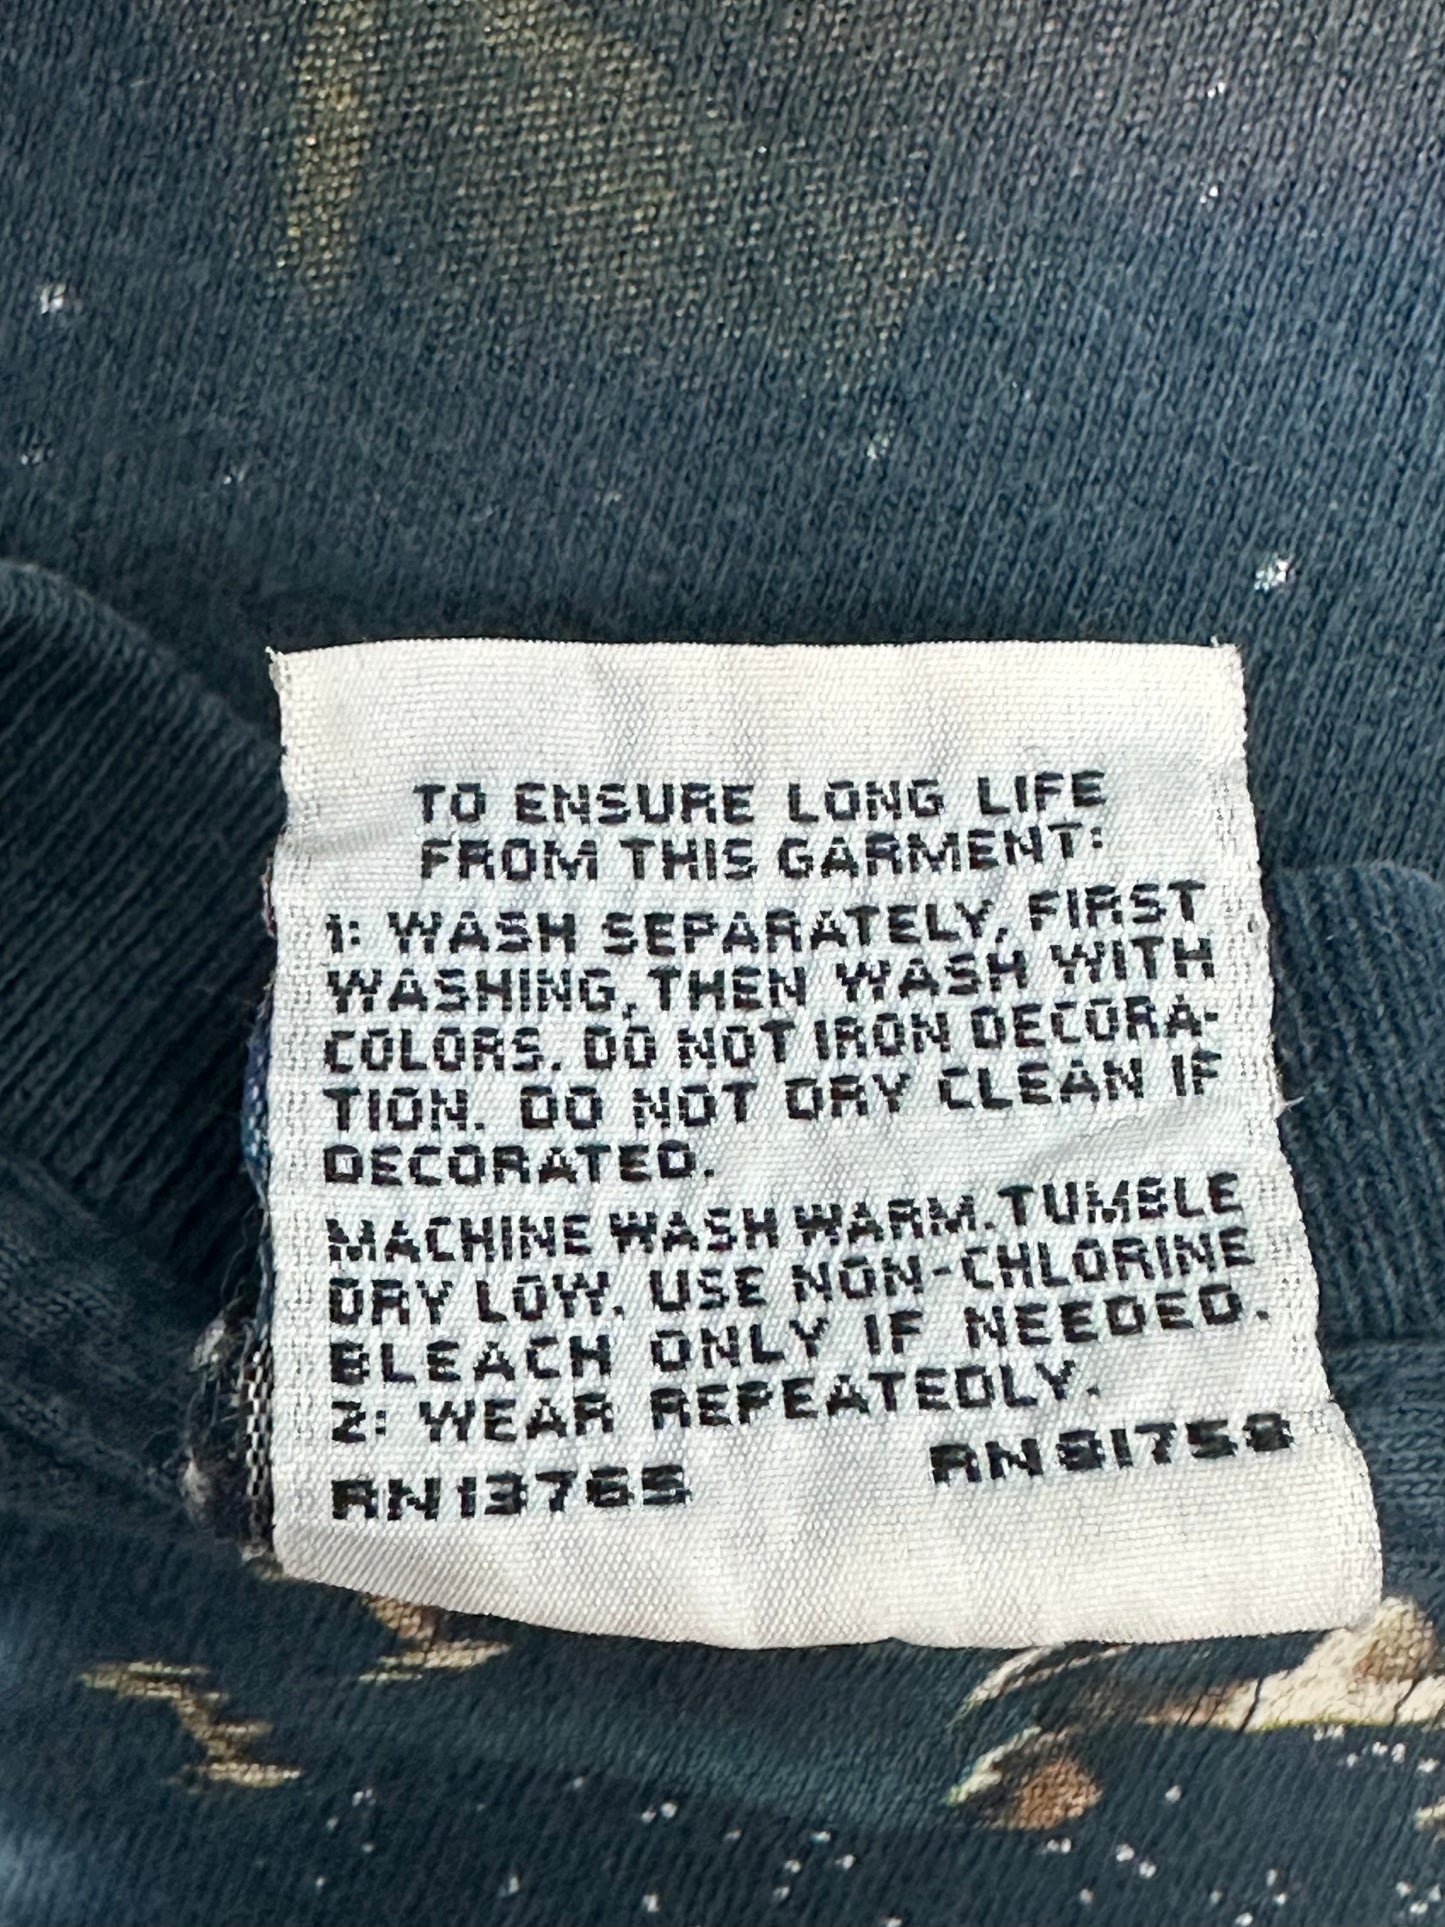 TO ENSURE LONG LIFE
FROM THIS GARMENT:
1: WASH SEPARATELY, FIRST
WASHING, THEN WASH WITH
COLORS. DO NOT IRON DECORA-
TION. DO NOT DRY CLEAN IF
DECORATED.
MACHINE WASH WARM. TUMBLE
DRY LOW. USE NON-CHLORINE
BLEACH ONLY IF NEEDED.
2: WEAR REPEATEDLY.
RN13765 RN81758